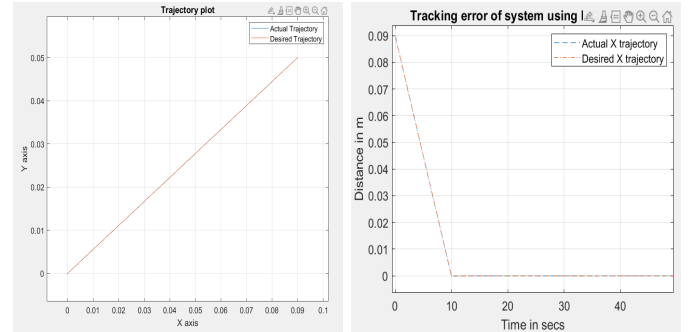 Trajectory plot
Actual Trajectory
Desired Trajectory
0.05
0.04
0.03
0.02
0.01
0
Y axis
0 0.01 0.02 0.03 0.04 0.05 0.06 0.07 0.08 0.09 0.1
X axis
Tracking error of system using
Actual X trajectory
Desired X trajectory
0.09
0.08
0.07
0.06
0.05
0.04
0.03
0.02
0.01
0
Distance in m
0 10 20 30 40
Time in secs